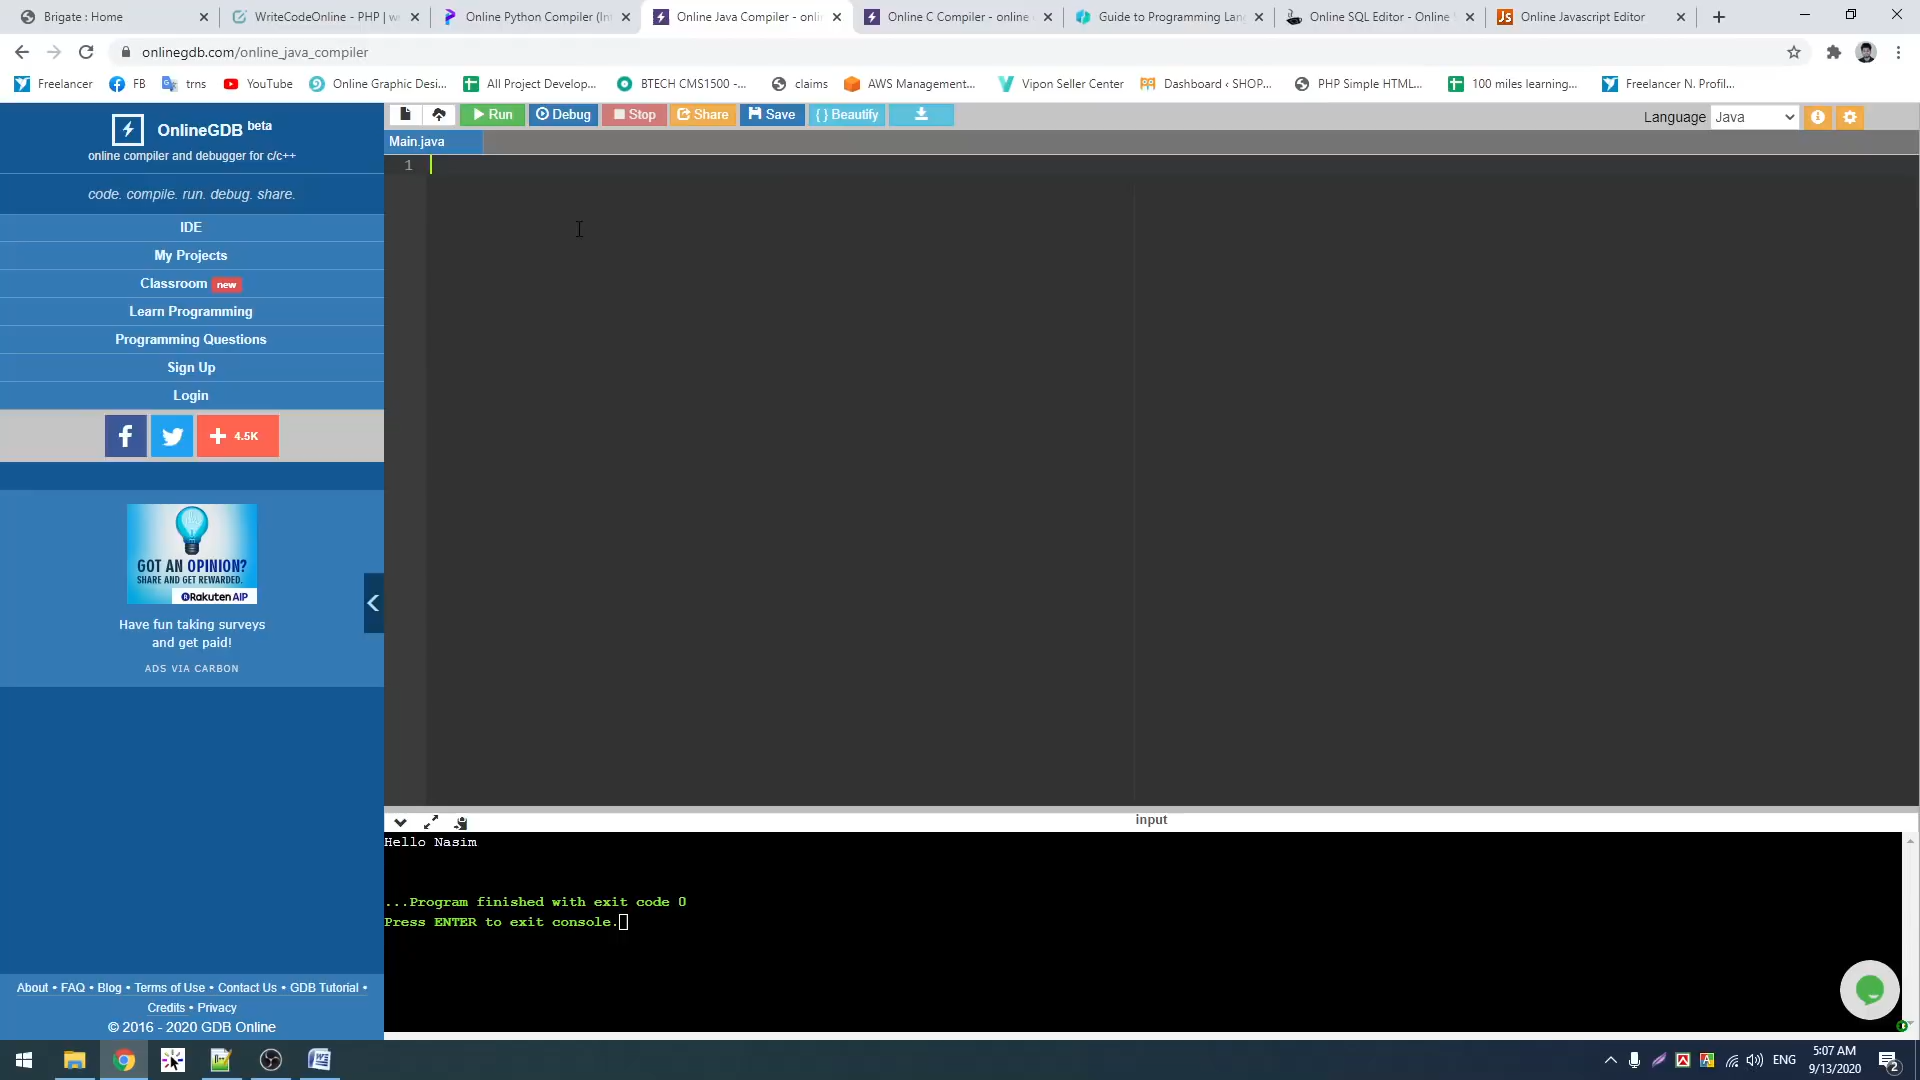 Brigate : Home
WriteCodeOnline - PHP | w
Online Python Compiler (In
Online Java Compiler - onli
Online C Compiler - online
Guide to Programming Lan
Online SQL Editor - Online
JS Online Javascript Editor
onlinegdb.com/online_java_compiler
Freelancer
FB
trns
YouTube
Online Graphic Desi...
All Project Develop...
BTECH CMS1500 -...
claims
AWS Management...
Vipon Seller Center
Dashboard ‹ SHOP...
PHP Simple HTML...
100 miles learning...
Freelancer N. Profil...
OnlineGDB beta
online compiler and debugger for c/c++
code. compile. run. debug. share.
IDE
My Projects
Classroom new
Learn Programming
Programming Questions
Sign Up
Login
4.5K
GOT AN OPINION?
SHARE AND GET REWARDED.
Rakuten AIP
Have fun taking surveys
and get paid!
ADS VIA CARBON
About • FAQ • Blog • Terms of Use • Contact Us • GDB Tutorial •
Credits • Privacy
© 2016 - 2020 GDB Online
Run
Debug
Stop
Share
Save
{ } Beautify
Language Java
Main.java
1
input
Hello Nasim
...Program finished with exit code 0
Press ENTER to exit console.
ENG
5:07 AM
9/13/2020
2